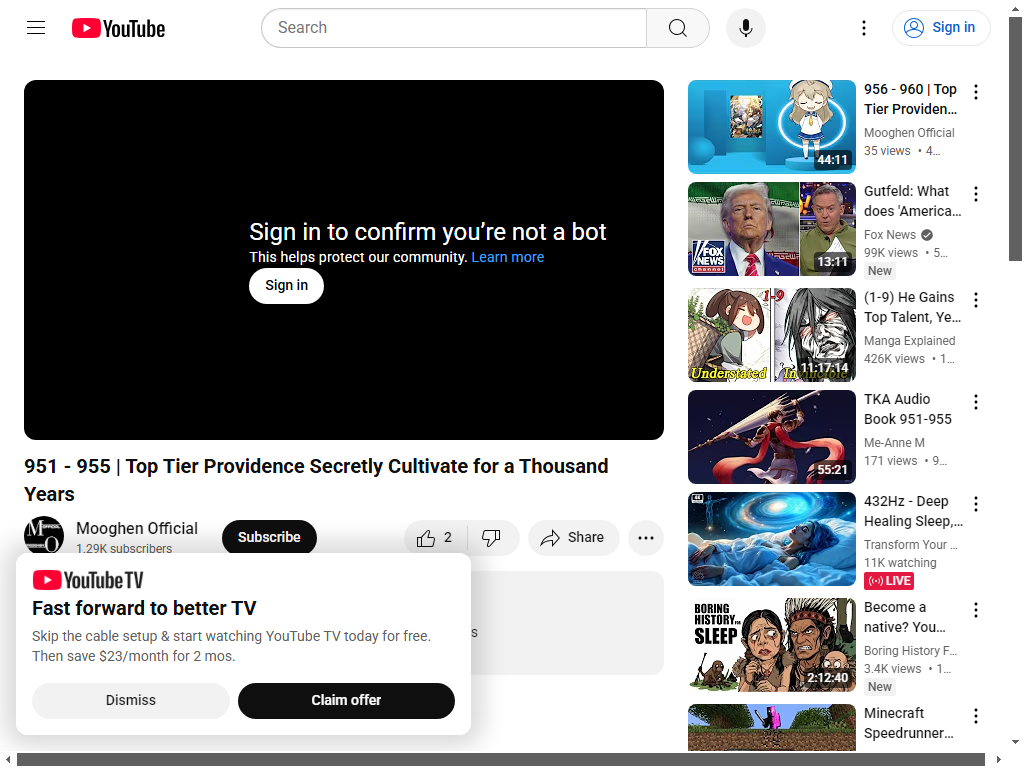 YouTube
Search
Sign in
Sign in to confirm you’re not a bot
This helps protect our community. Learn more
Sign in
951 - 955 | Top Tier Providence Secretly Cultivate for a Thousand
Years
Mooghen Official
1.29K subscribers
Subscribe
2
Share
YouTube TV
Fast forward to better TV
Skip the cable setup & start watching YouTube TV today for free.
Then save $23/month for 2 mos.
Dismiss
Claim offer
956 - 960 | Top
Tier Providen...
Mooghen Official
35 views • 4...
44:11
Gutfeld: What
does 'America...
Fox News
99K views • 5...
New
FOX
NEWS
channel
13:11
(1-9) He Gains
Top Talent, Ye...
Manga Explained
426K views • 1...
1-9
Understated
Invincible
11:17:14
TKA Audio
Book 951-955
Me-Anne M
171 views • 9...
55:21
432Hz - Deep
Healing Sleep,...
Transform Your ...
11K watching
LIVE
Become a
native? You...
Boring History F...
3.4K views • 1...
New
BORING
HISTORY FOR
SLEEP
2:12:40
Minecraft
Speedrunner...